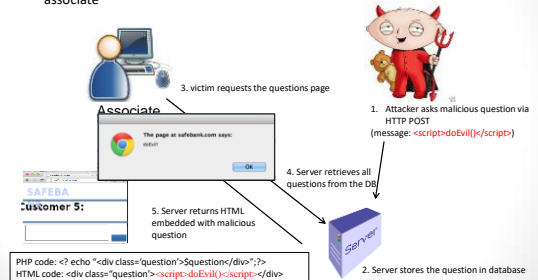 associate
3. victim requests the questions page
Associate
1. Attacker asks malicious question via
HTTP POST
(message: <script>doEvil()</script>)
The page at safebank.com says:
doEvil!
OK
4. Server retrieves all
questions from the DB
SAFEBA
Customer 5:
5. Server returns HTML
embedded with malicious
question
Server
PHP code: <? echo "<div class='question'>$question</div>";?>
HTML code: <div class="question'><script>doEvil()</script></div>
2. Server stores the question in database